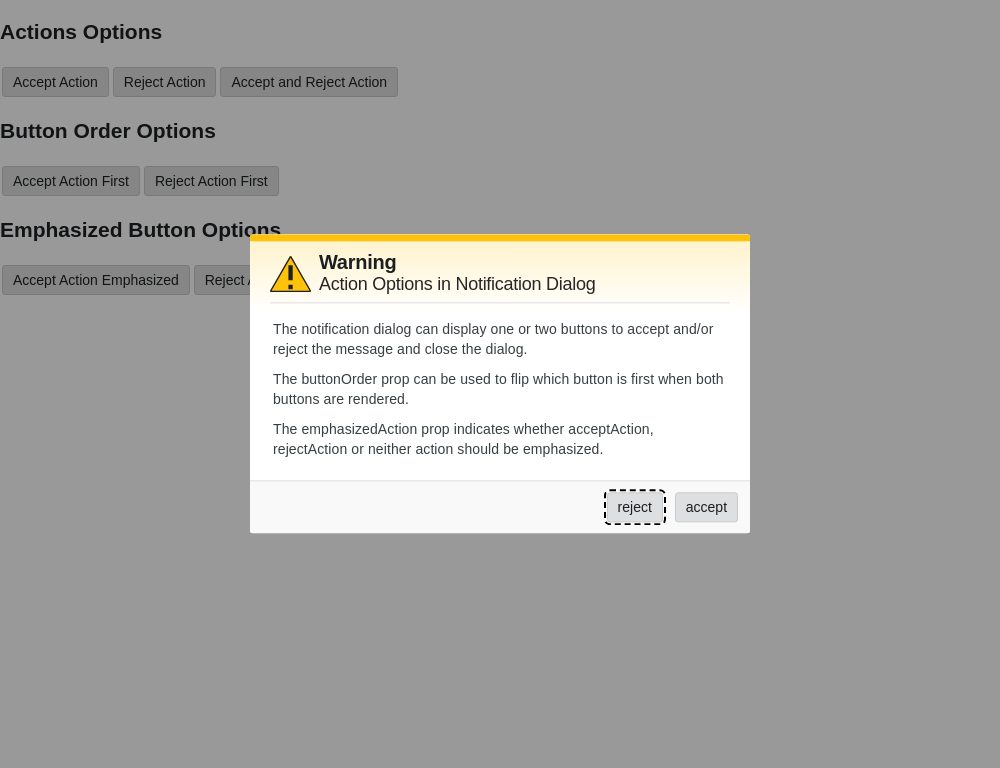 Actions Options
Accept Action Reject Action Accept and Reject Action
Button Order Options
Accept Action First Reject Action First
Emphasized Button Options
Accept Action Emphasized Reject
Warning
Action Options in Notification Dialog
The notification dialog can display one or two buttons to accept and/or
reject the message and close the dialog.
The buttonOrder prop can be used to flip which button is first when both
buttons are rendered.
The emphasizedAction prop indicates whether acceptAction,
rejectAction or neither action should be emphasized.
reject accept